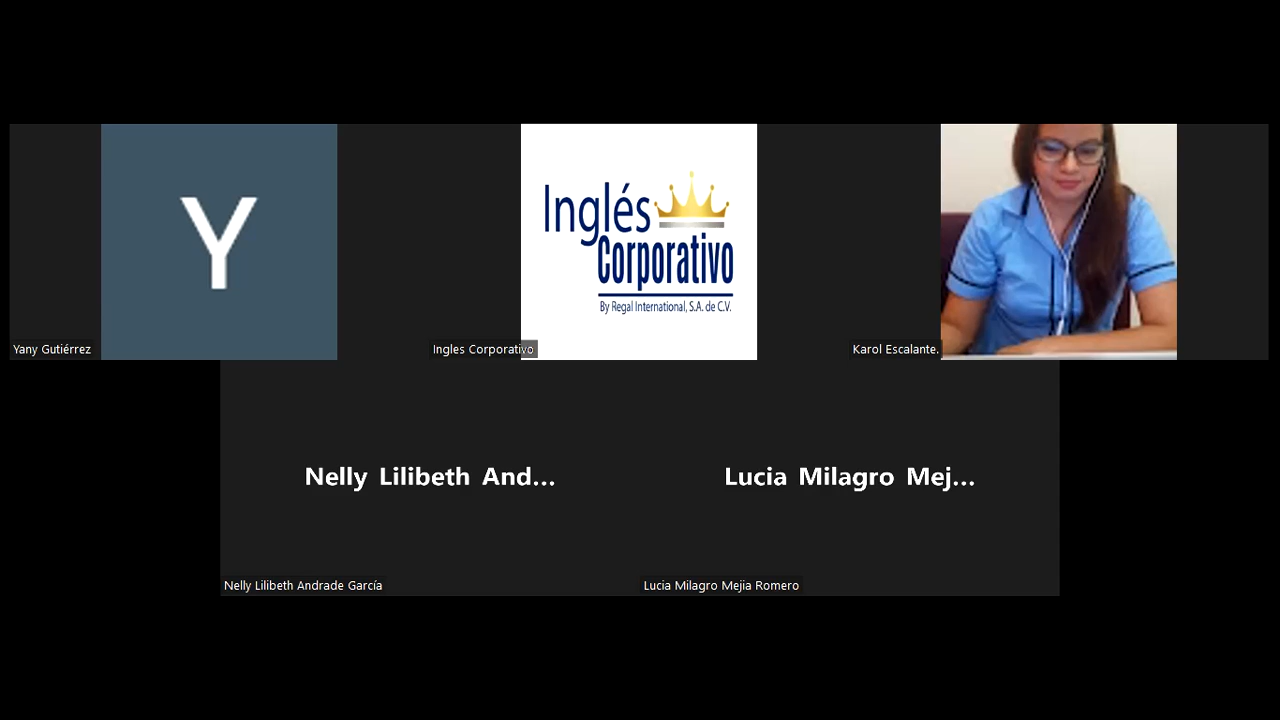 Y
Inglés
Corporativo
By Regal International, S.A. de C.V.
Yany Gutiérrez
Ingles Corporativo
Karol Escalante.
Nelly Lilibeth And...
Lucia Milagro Mej...
Nelly Lilibeth Andrade García
Lucia Milagro Mejia Romero